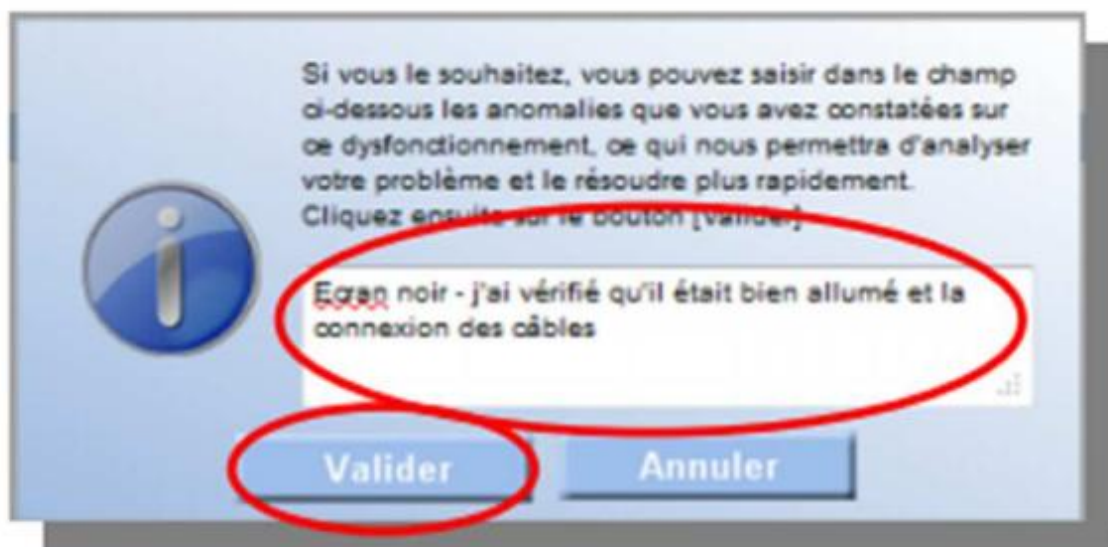 Si vous le souhaitez, vous pouvez saisir dans le champ
ci-dessous les anomalies que vous avez constatées sur
ce dysfonctionnement, ce qui nous permettra d'analyser
votre problème et le résoudre plus rapidement.
Cliquez ensuite sur le bouton [valider]
Ecran noir - j'ai vérifié qu'il était bien allumé et la
connexion des câbles
Valider
Annuler